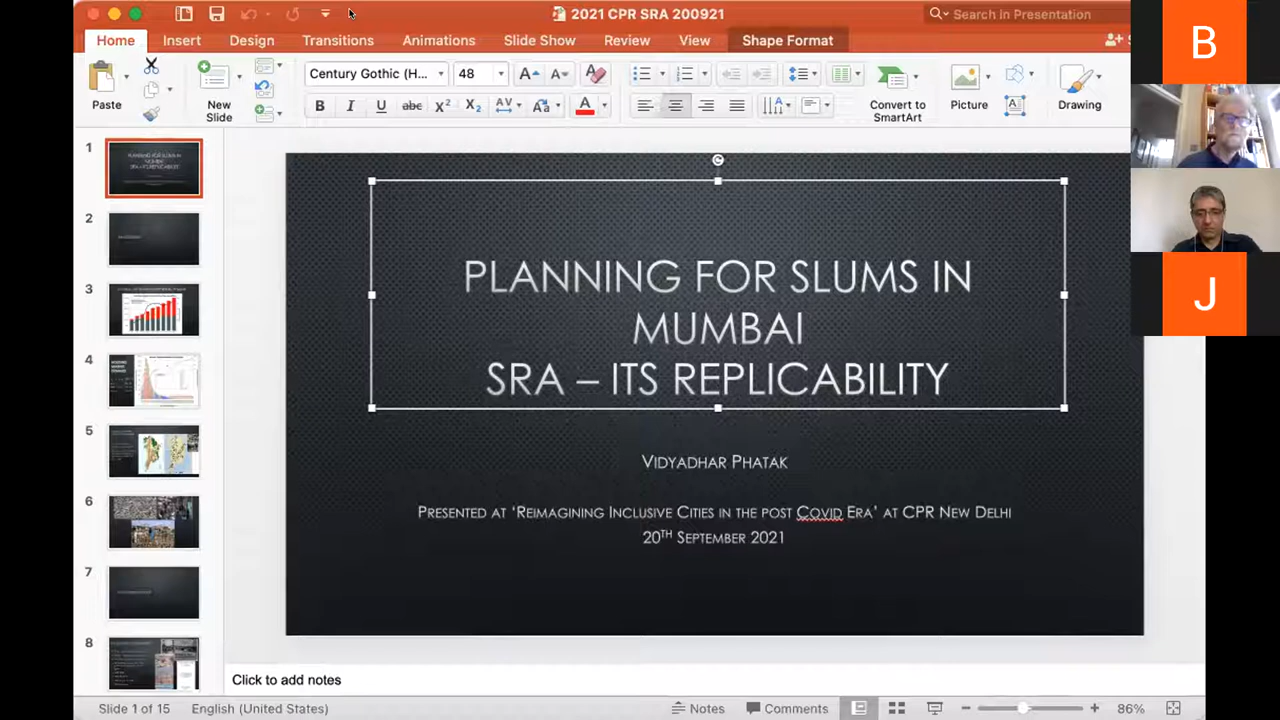 2021 CPR SRA 200921
Search in Presentation
Home Insert Design Transitions Animations Slide Show Review View Shape Format
Century Gothic (H... 48
Paste
New
Slide
B I U abc X² X₂ A
Convert to
SmartArt
Picture
Drawing
B
J
1
2
3
4
5
6
7
8
PLANNING FOR SLUMS IN
MUMBAI
SRA – ITS REPLICABILITY
VIDYADHAR PHATAK
PRESENTED AT ‘REIMAGINING INCLUSIVE CITIES IN THE POST COVID ERA’ AT CPR NEW DELHI
20TH SEPTEMBER 2021
Click to add notes
Slide 1 of 15 English (United States) Notes Comments 86%